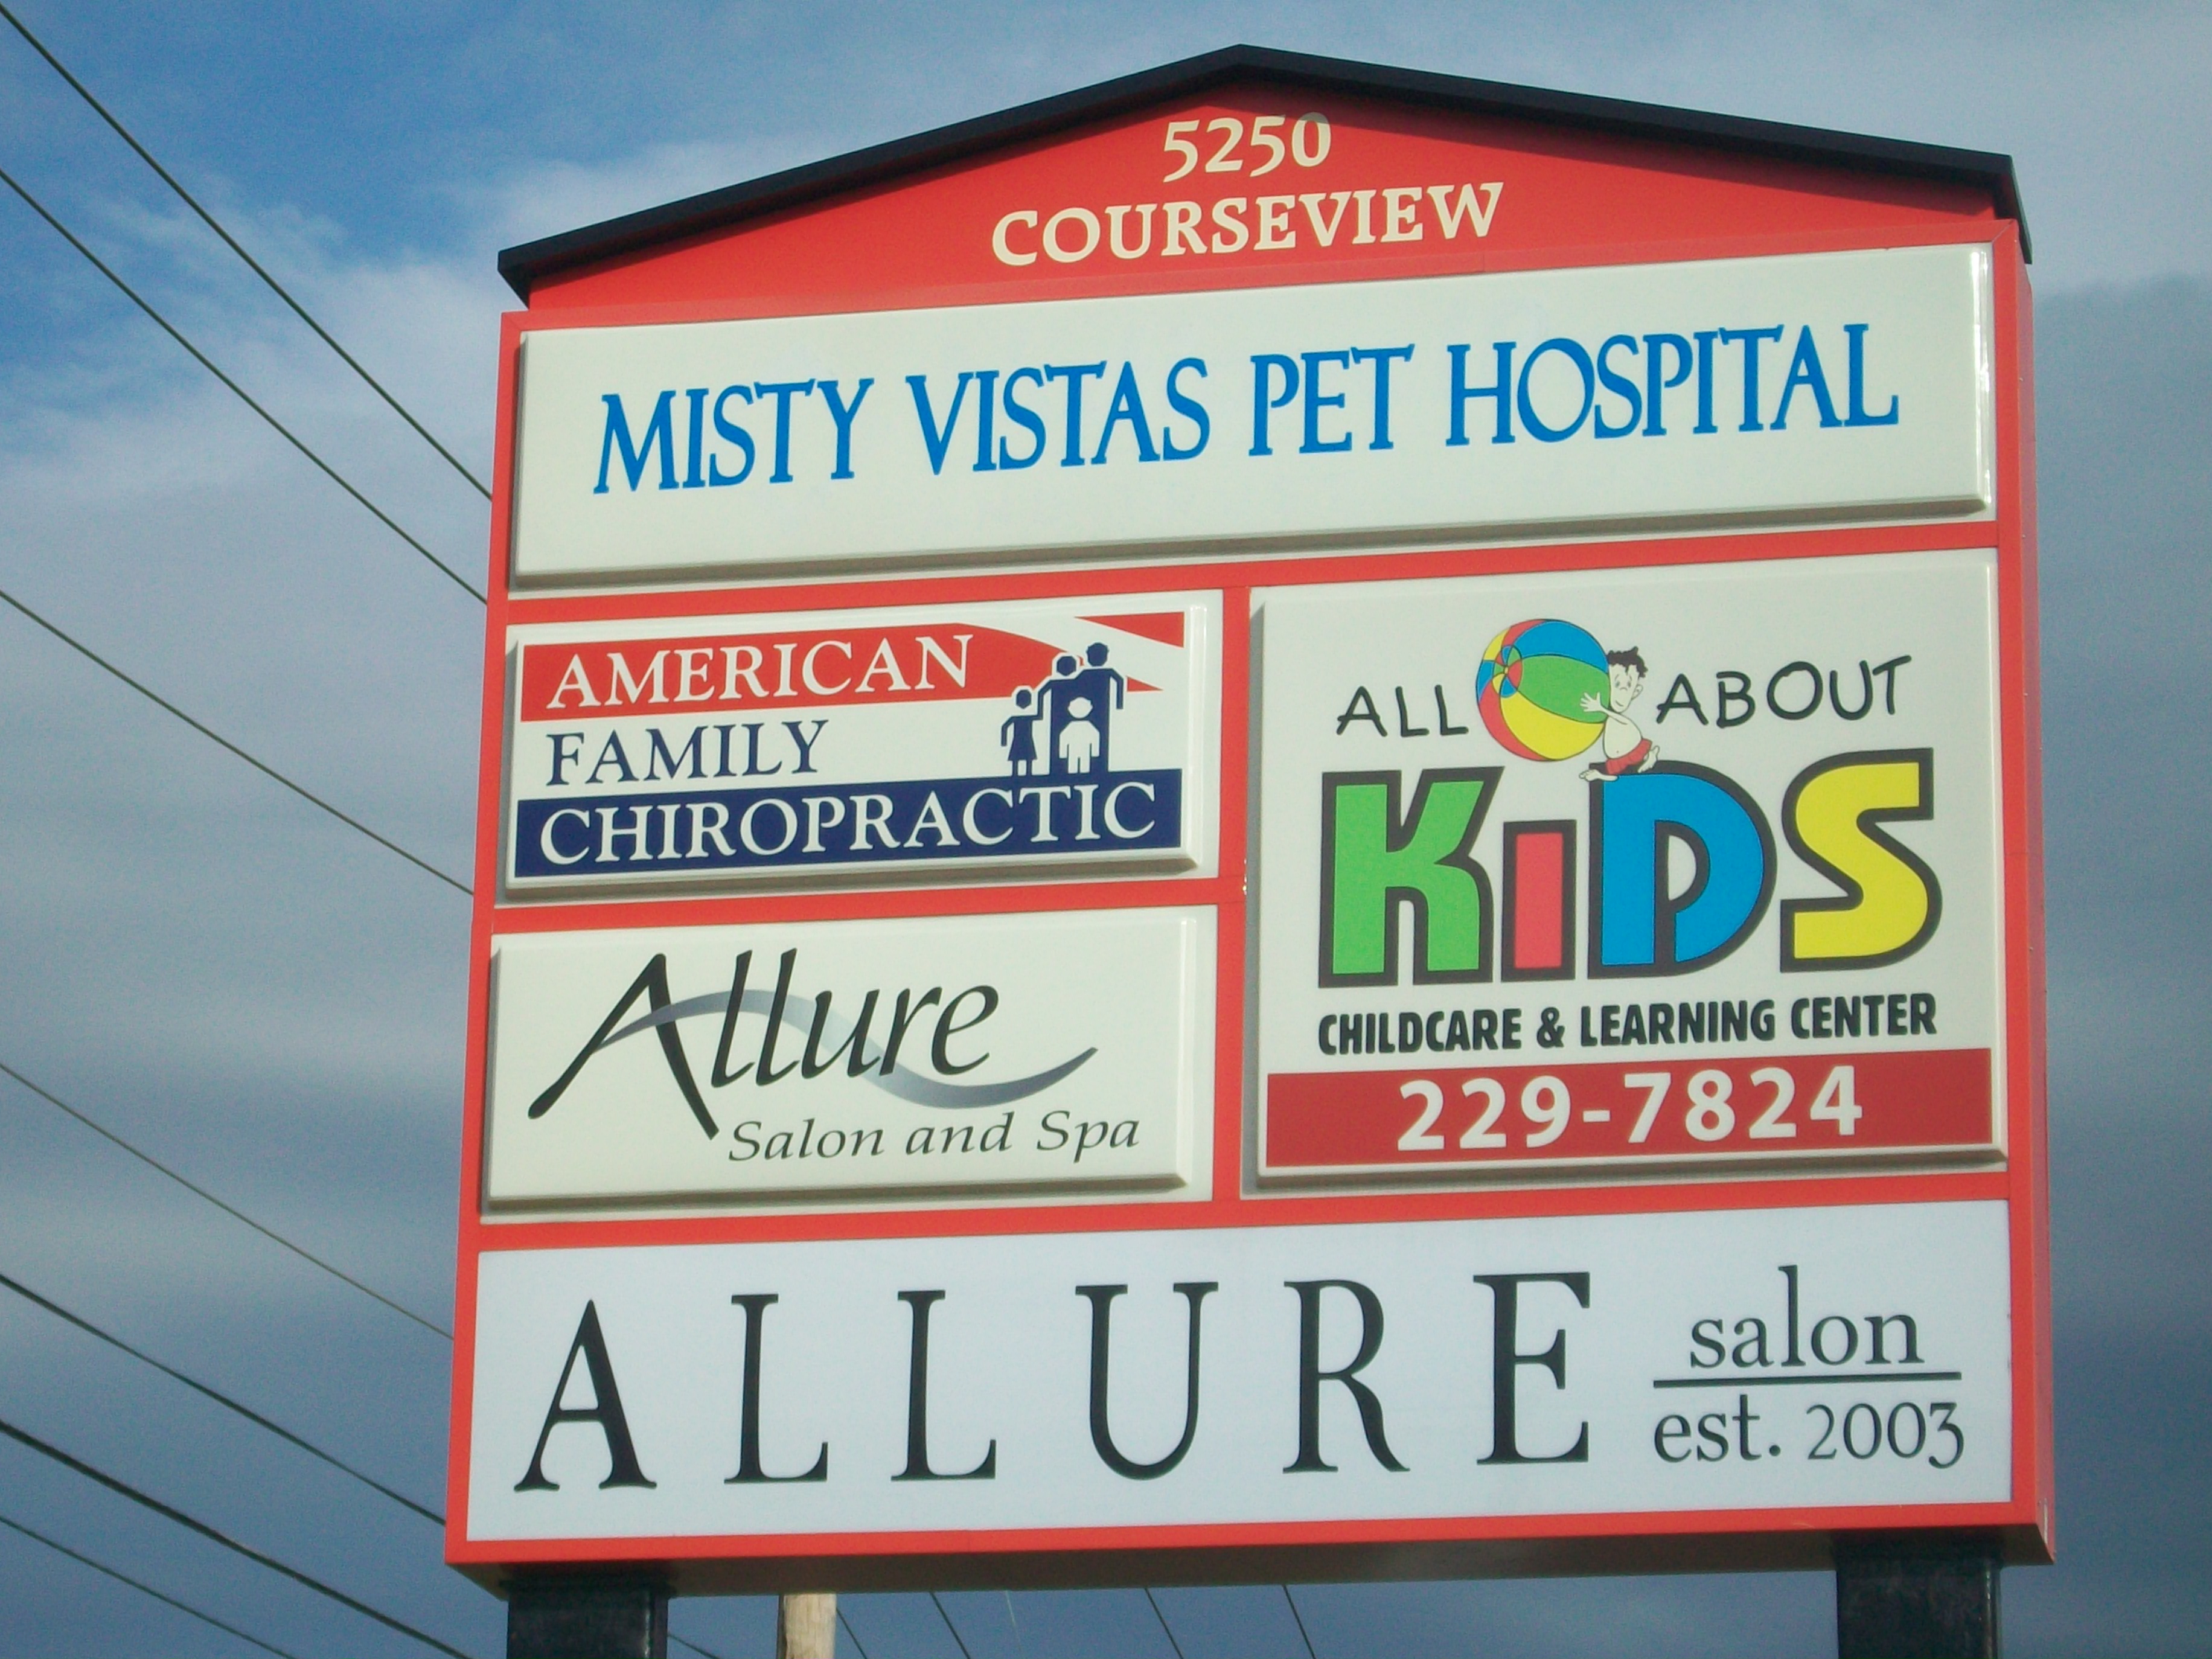 5250
COURSEVIEW
MISTY VISTAS PET HOSPITAL
AMERICAN
FAMILY
CHIROPRACTIC
ALL ABOUT
KiDS
CHILDCARE & LEARNING CENTER
229-7824
Allure
Salon and Spa
ALLURE salon
est. 2003